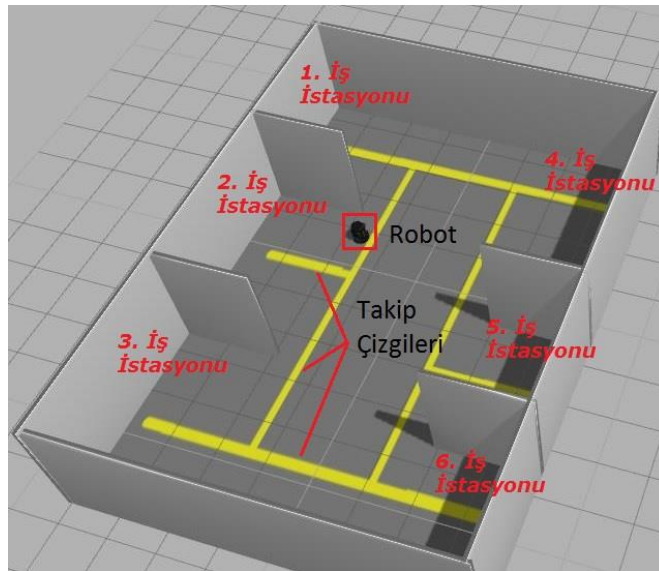 1. İş
İstasyonu
4. İş
İstasyonu
2. İş
İstasyonu
Robot
Takip
Çizgileri
3. İş
İstasyonu
5. İş
İstasyonu
6. İş
İstasyonu